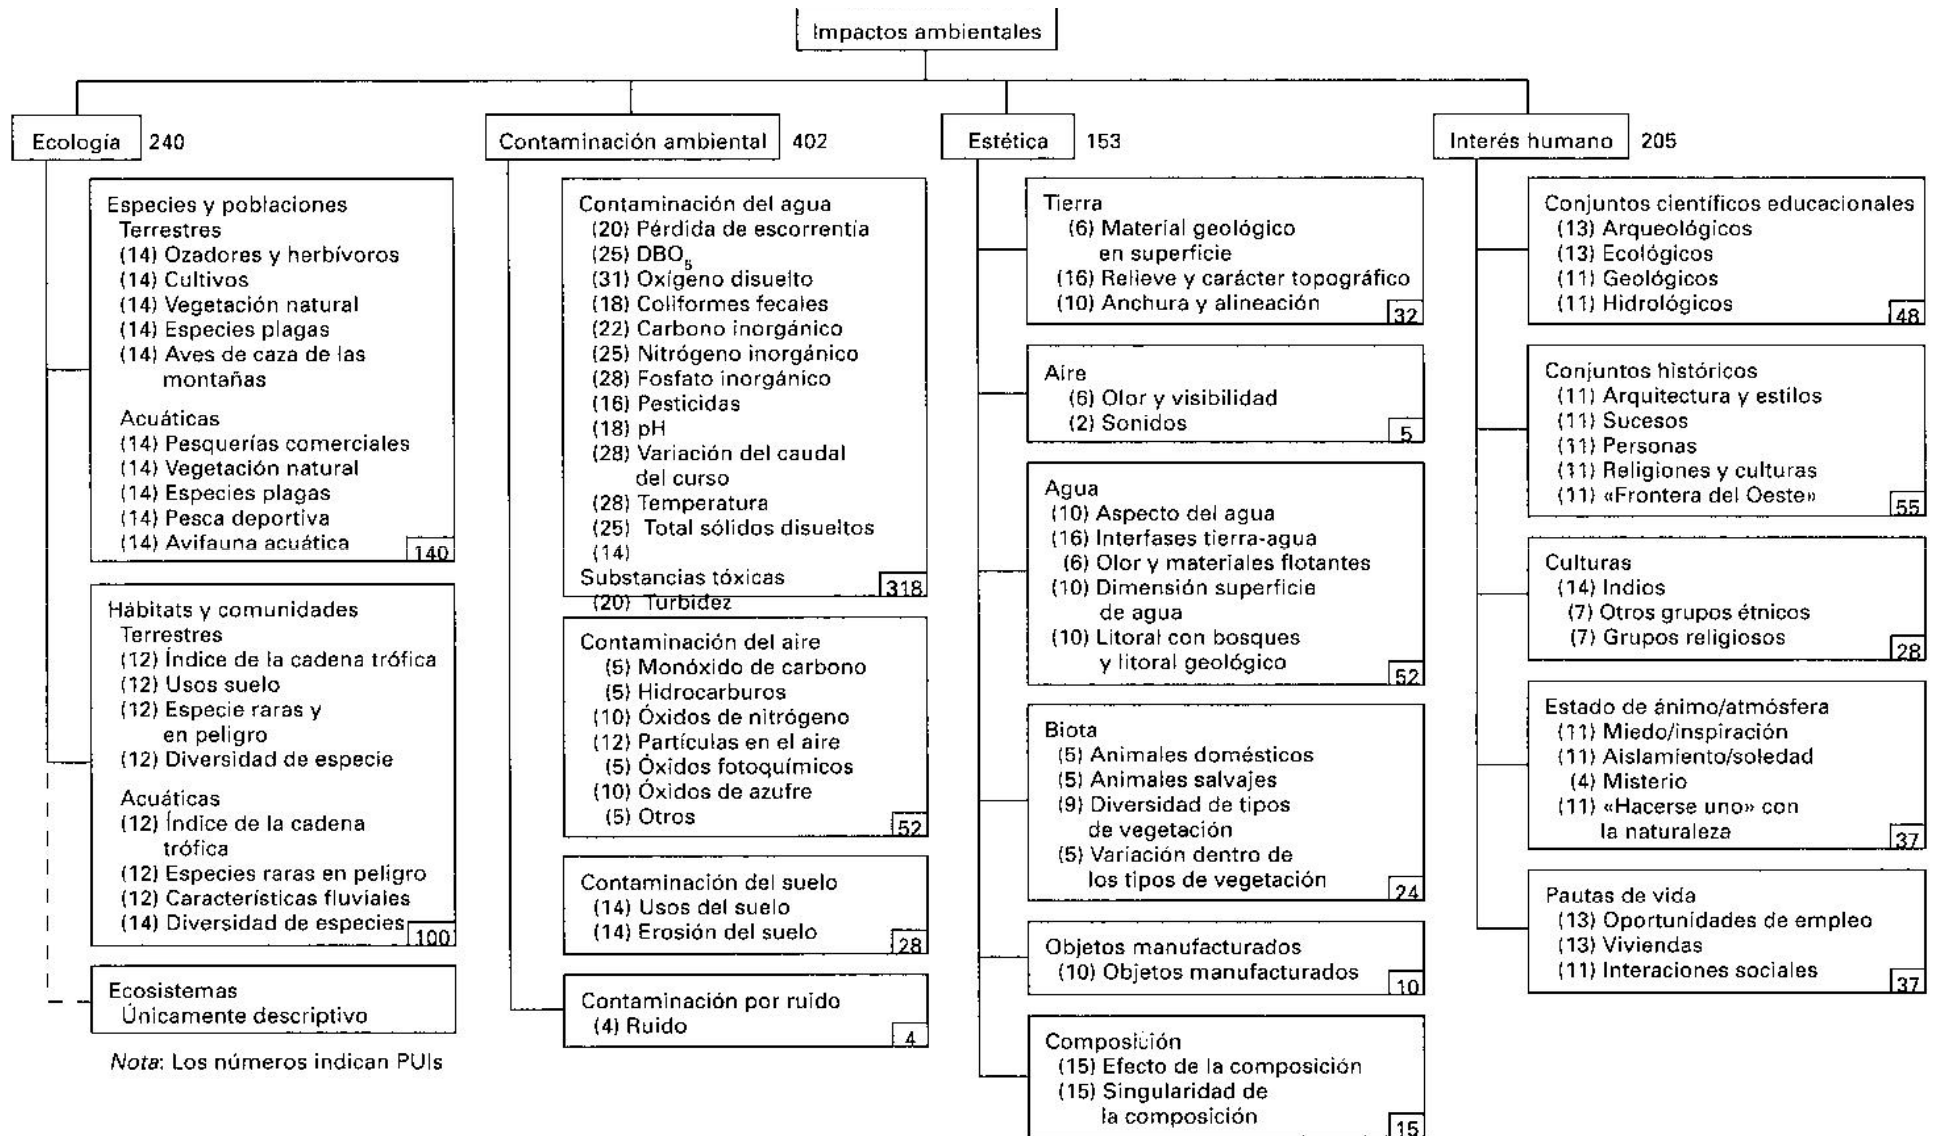 Impactos ambientales
Ecología 240
Especies y poblaciones
Terrestres
(14) Ozadores y herbívoros
(14) Cultivos
(14) Vegetación natural
(14) Especies plagas
(14) Aves de caza de las
montañas
Acuáticas
(14) Pesquerías comerciales
(14) Vegetación natural
(14) Especies plagas
(14) Pesca deportiva
(14) Avifauna acuática
140
Hábitats y comunidades
Terrestres
(12) Índice de la cadena trófica
(12) Usos suelo
(12) Especie raras y
en peligro
(12) Diversidad de especie
Acuáticas
(12) Índice de la cadena
trófica
(12) Especies raras en peligro
(12) Características fluviales
(14) Diversidad de especies
100
Ecosistemas
Únicamente descriptivo
Nota: Los números indican PUIs
Contaminación ambiental 402
Contaminación del agua
(20) Pérdida de escorrentía
(25) DBO5
(31) Oxígeno disuelto
(18) Coliformes fecales
(22) Carbono inorgánico
(25) Nitrógeno inorgánico
(28) Fosfato inorgánico
(16) Pesticidas
(18) pH
(28) Variación del caudal
del curso
(28) Temperatura
(25) Total sólidos disueltos
(14)
Substancias tóxicas
318
(20) Turbidez
Contaminación del aire
(5) Monóxido de carbono
(5) Hidrocarburos
(10) Óxidos de nitrógeno
(12) Partículas en el aire
(5) Óxidos fotoquímicos
(10) Óxidos de azufre
(5) Otros
52
Contaminación del suelo
(14) Usos del suelo
(14) Erosión del suelo
28
Contaminación por ruido
(4) Ruido
4
Estética 153
Tierra
(6) Material geológico
en superficie
(16) Relieve y carácter topográfico
(10) Anchura y alineación
32
Aire
(6) Olor y visibilidad
(2) Sonidos
5
Agua
(10) Aspecto del agua
(16) Interfases tierra-agua
(6) Olor y materiales flotantes
(10) Dimensión superficie
de agua
(10) Litoral con bosques
y litoral geológico
52
Biota
(5) Animales domésticos
(5) Animales salvajes
(9) Diversidad de tipos
de vegetación
(5) Variación dentro de
los tipos de vegetación
24
Objetos manufacturados
(10) Objetos manufacturados
10
Composición
(15) Efecto de la composición
(15) Singularidad de
la composición
15
Interés humano 205
Conjuntos científicos educacionales
(13) Arqueológicos
(13) Ecológicos
(11) Geológicos
(11) Hidrológicos
48
Conjuntos históricos
(11) Arquitectura y estilos
(11) Sucesos
(11) Personas
(11) Religiones y culturas
(11) «Frontera del Oeste»
55
Culturas
(14) Indios
(7) Otros grupos étnicos
(7) Grupos religiosos
28
Estado de ánimo/atmósfera
(11) Miedo/inspiración
(11) Aislamiento/soledad
(4) Misterio
(11) «Hacerse uno» con
la naturaleza
37
Pautas de vida
(13) Oportunidades de empleo
(13) Viviendas
(11) Interaciones sociales
37